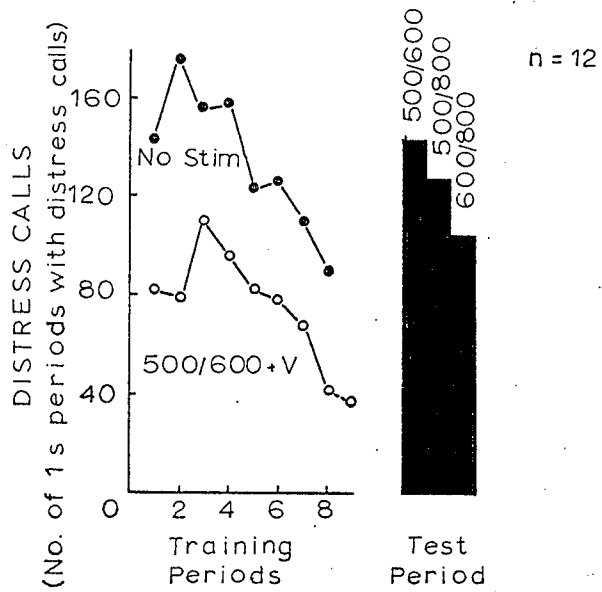 DISTRESS CALLS
(No. of 1 s periods with distress calls)
160
120
80
40
0
No Stim
500/600 + V
2 4 6 8
Training
Periods
500/600
500/800
600/800
Test
Period
n = 12